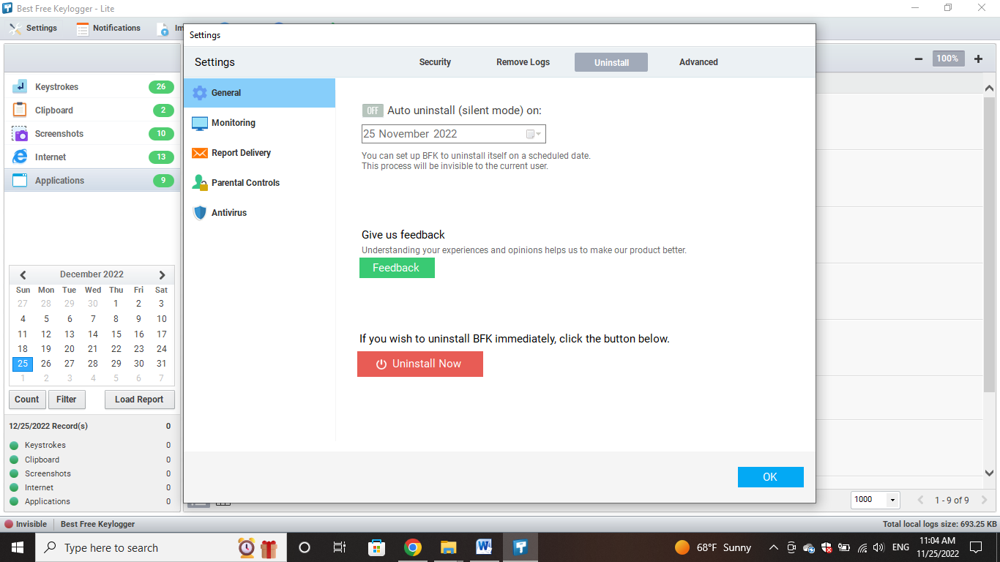 Best Free Keylogger - Lite
Settings
Notifications
Im
Settings
Settings
Security
Remove Logs
Uninstall
Advanced
100%
Keystrokes 26
Clipboard 2
Screenshots 10
Internet 13
Applications 9
General
Monitoring
Report Delivery
Parental Controls
Antivirus
OFF Auto uninstall (silent mode) on:
25 November 2022
You can set up BFK to uninstall itself on a scheduled date.
This process will be invisible to the current user.
Give us feedback
Understanding your experiences and opinions helps us to make our product better.
Feedback
If you wish to uninstall BFK immediately, click the button below.
Uninstall Now
OK
December 2022
Sun Mon Tue Wed Thu Fri Sat
27 28 29 30 1 2 3
4 5 6 7 8 9 10
11 12 13 14 15 16 17
18 19 20 21 22 23 24
25 26 27 28 29 30 31
1 2 3 4 5 6 7
Count Filter Load Report
12/25/2022 Record(s) 0
Keystrokes 0
Clipboard 0
Screenshots 0
Internet 0
Applications 0
1000
1 - 9 of 9
Invisible
Best Free Keylogger
Total local logs size: 693.25 KB
Type here to search
68°F Sunny
ENG
11:04 AM
11/25/2022